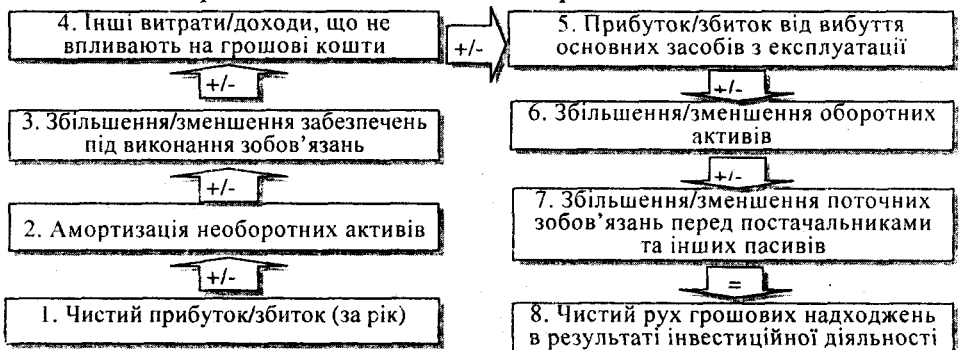 4. Інші витрати/доходи, що не
впливають на грошові кошти
+/-
5. Прибуток/збиток від вибуття
основних засобів з експлуатації
+/-
+/-
3. Збільшення/зменшення забезпечень
під виконання зобов’язань
6. Збільшення/зменшення оборотних
активів
+/-
+/-
2. Амортизація необоротних активів
7. Збільшення/зменшення поточних
зобов’язань перед постачальниками
та інших пасивів
+/-
=
1. Чистий прибуток/збиток (за рік)
8. Чистий рух грошових надходжень
в результаті інвестиційної діяльності